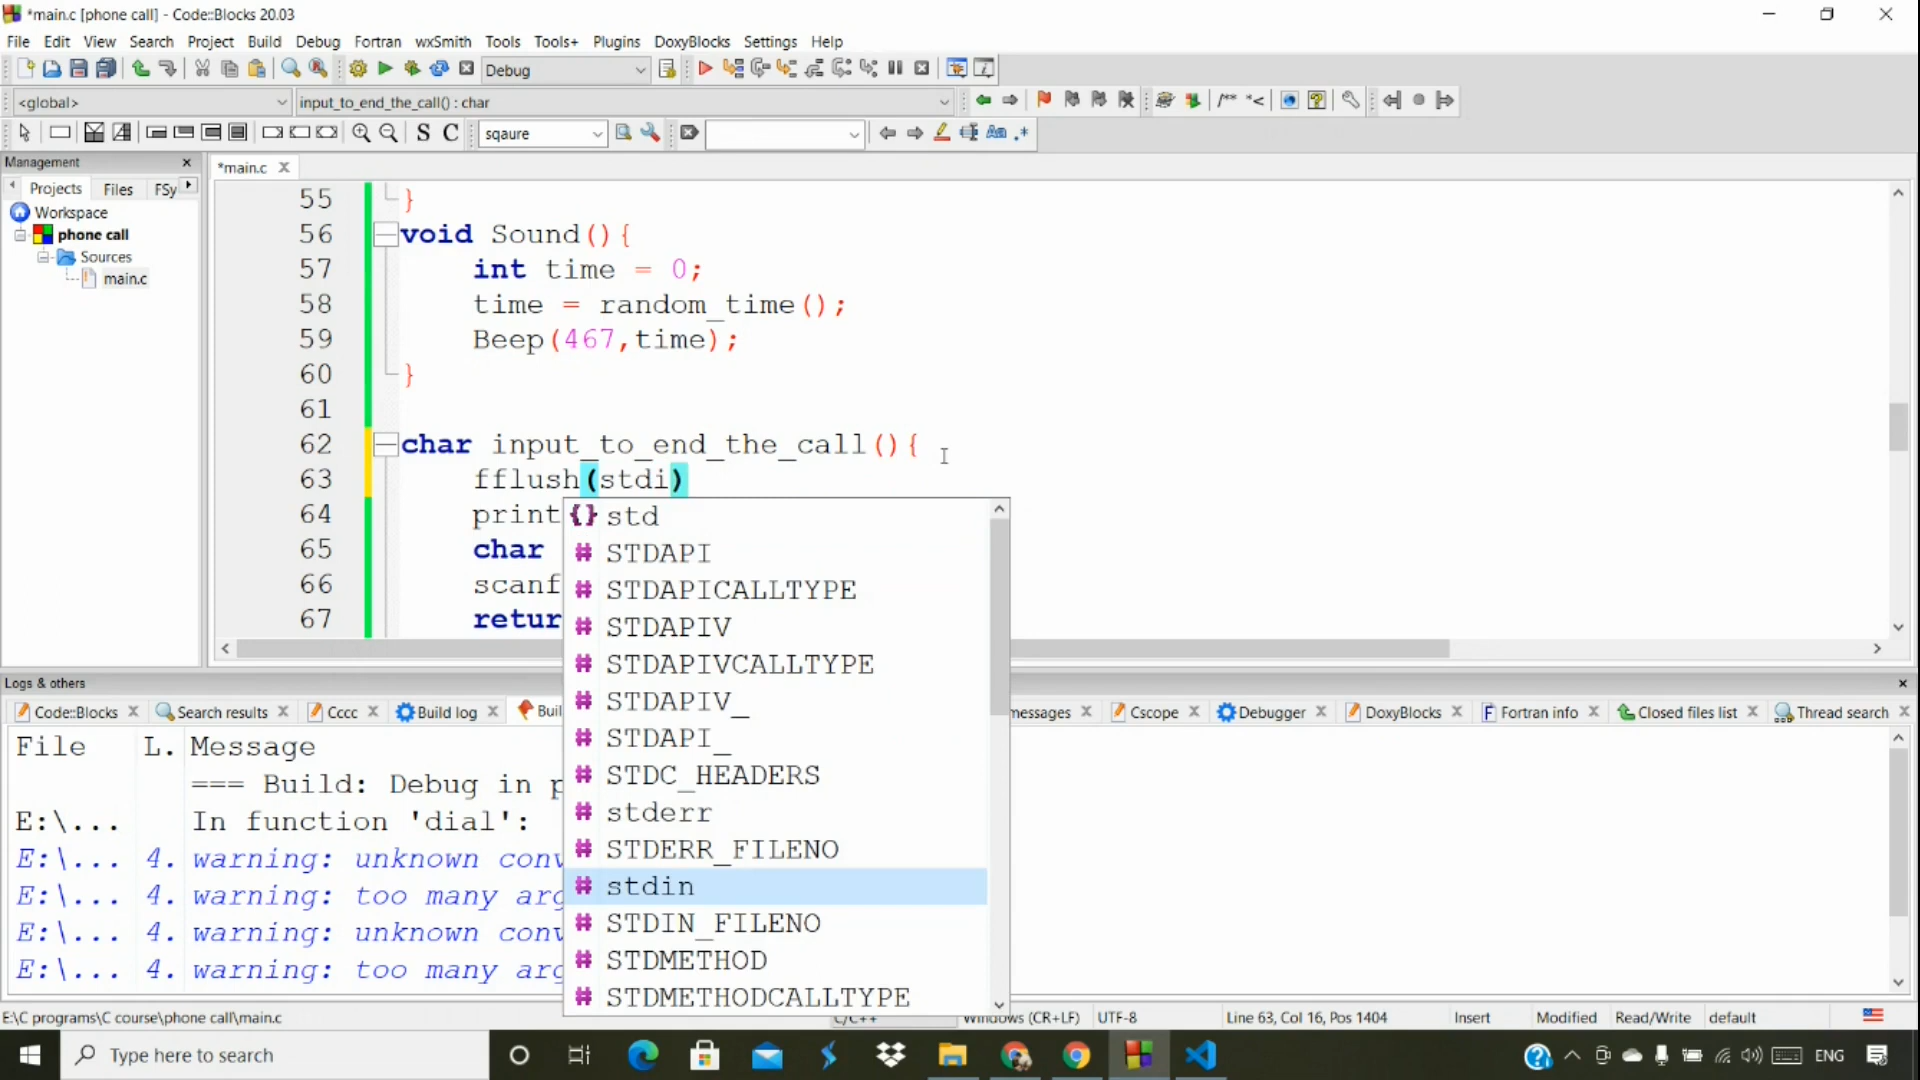 *main.c [phone call] - Code::Blocks 20.03
File Edit View Search Project Build Debug Fortran wxSmith Tools Tools+ Plugins DoxyBlocks Settings Help
Debug
<global> input_to_end_the_call() : char /** *<
S C sqaure Aa .*
Management
*main.c
Projects Files FSy
Workspace
phone call
Sources
main.c
55 }
56 void Sound(){
57 int time = 0;
58 time = random_time();
59 Beep(467,time);
60 }
61
62 char input_to_end_the_call(){
63 fflush(stdi)
64 print
65 char
66 scanf
67 retur
std
STDAPI
STDAPICALLTYPE
STDAPIV
STDAPIVCALLTYPE
STDAPIV_
STDAPI_
STDC_HEADERS
stderr
STDERR_FILENO
stdin
STDIN_FILENO
STDMETHOD
STDMETHODCALLTYPE
Logs & others
Code::Blocks Search results Cccc Build log Buil messages Cscope Debugger DoxyBlocks Fortran info Closed files list Thread search
File L. Message
=== Build: Debug in p
E:\... In function 'dial':
E:\... 4. warning: unknown conv
E:\... 4. warning: too many arg
E:\... 4. warning: unknown conv
E:\... 4. warning: too many arg
E:\C programs\C course\phone call\main.c C/C++ Windows (CR+LF) UTF-8 Line 63, Col 16, Pos 1404 Insert Modified Read/Write default
Type here to search ENG